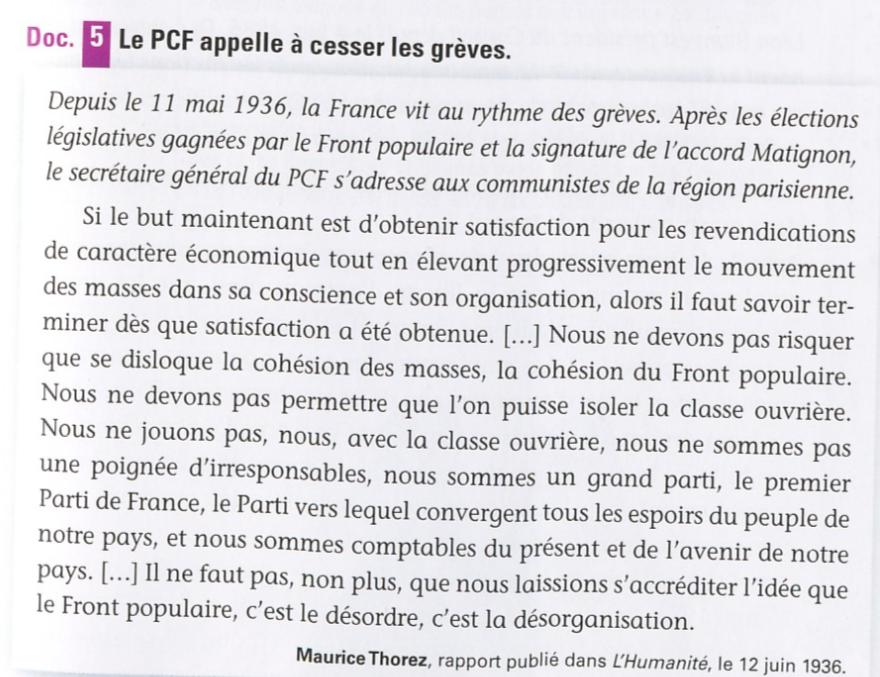 Doc. 5 Le PCF appelle à cesser les grèves.
Depuis le 11 mai 1936, la France vit au rythme des grèves. Après les élections
législatives gagnées par le Front populaire et la signature de l'accord Matignon,
le secrétaire général du PCF s'adresse aux communistes de la région parisienne.
Si le but maintenant est d'obtenir satisfaction pour les revendications
de caractère économique tout en élevant progressivement le mouvement
des masses dans sa conscience et son organisation, alors il faut savoir ter-
miner dès que satisfaction a été obtenue. [...] Nous ne devons pas risquer
que se disloque la cohésion des masses, la cohésion du Front populaire.
Nous ne devons pas permettre que l'on puisse isoler la classe ouvrière.
Nous ne jouons pas, nous, avec la classe ouvrière, nous ne sommes pas
une poignée d'irresponsables, nous sommes un grand parti, le premier
Parti de France, le Parti vers lequel convergent tous les espoirs du peuple de
notre pays, et nous sommes comptables du présent et de l'avenir de notre
pays. [...] Il ne faut pas, non plus, que nous laissions s'accréditer l'idée que
le Front populaire, c'est le désordre, c'est la désorganisation.
Maurice Thorez, rapport publié dans L'Humanité, le 12 juin 1936.